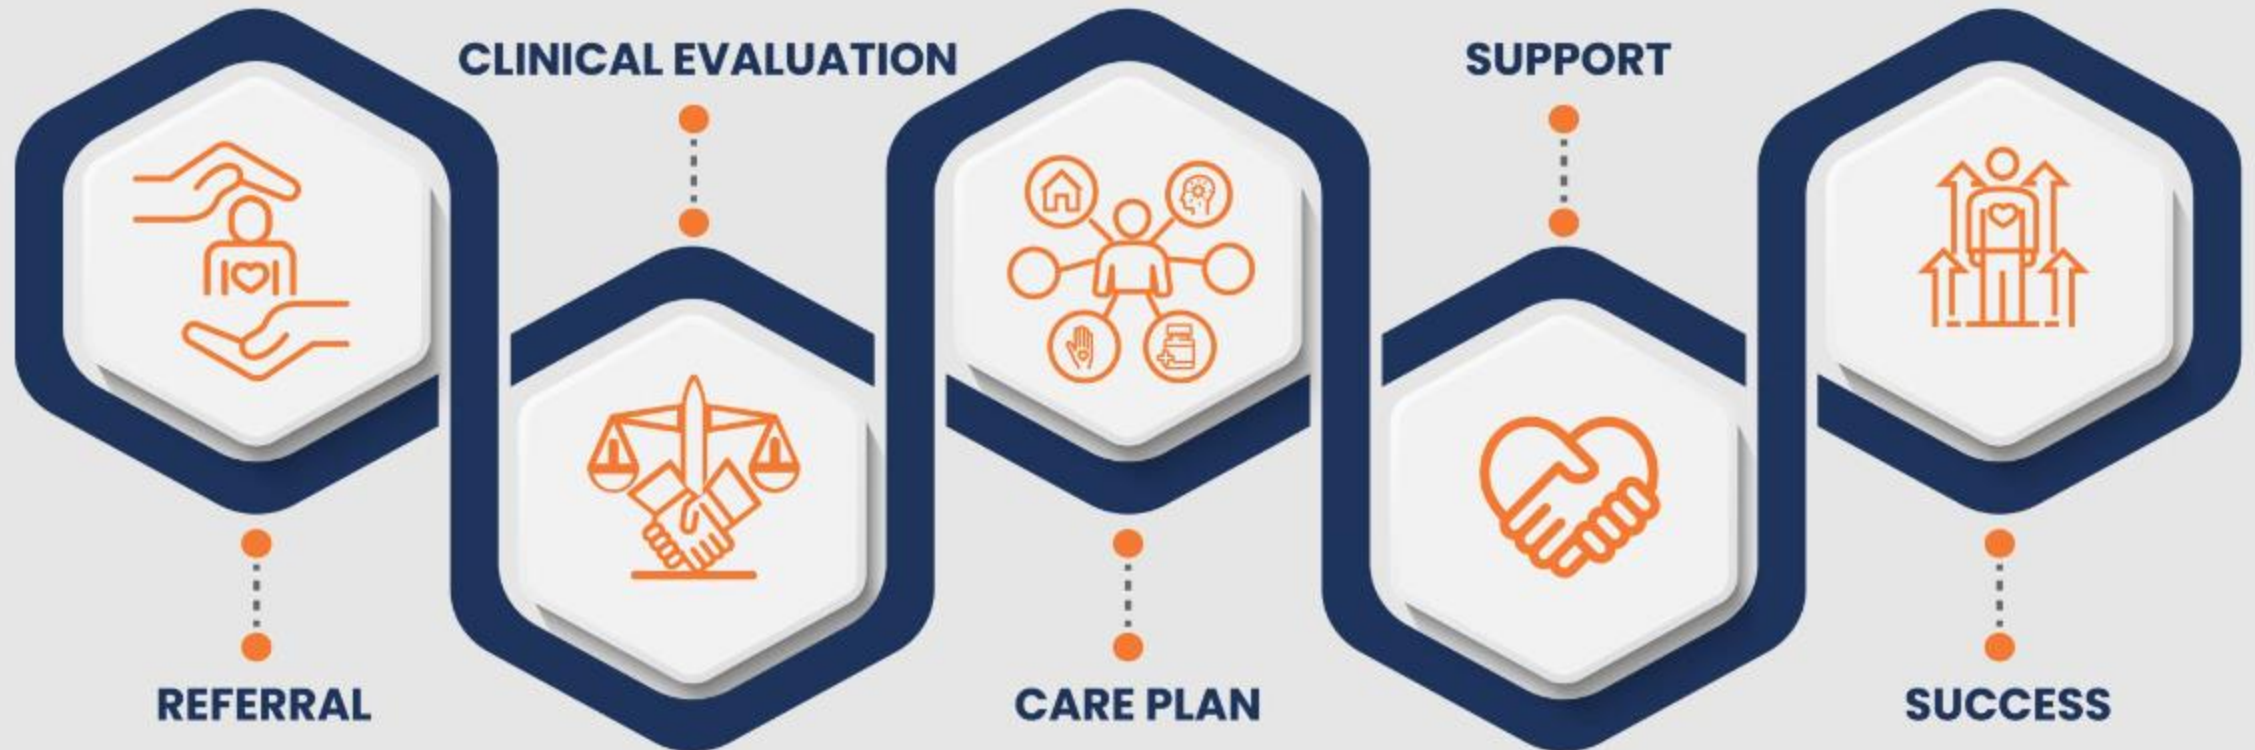 REFERRAL
CLINICAL EVALUATION
CARE PLAN
SUPPORT
SUCCESS